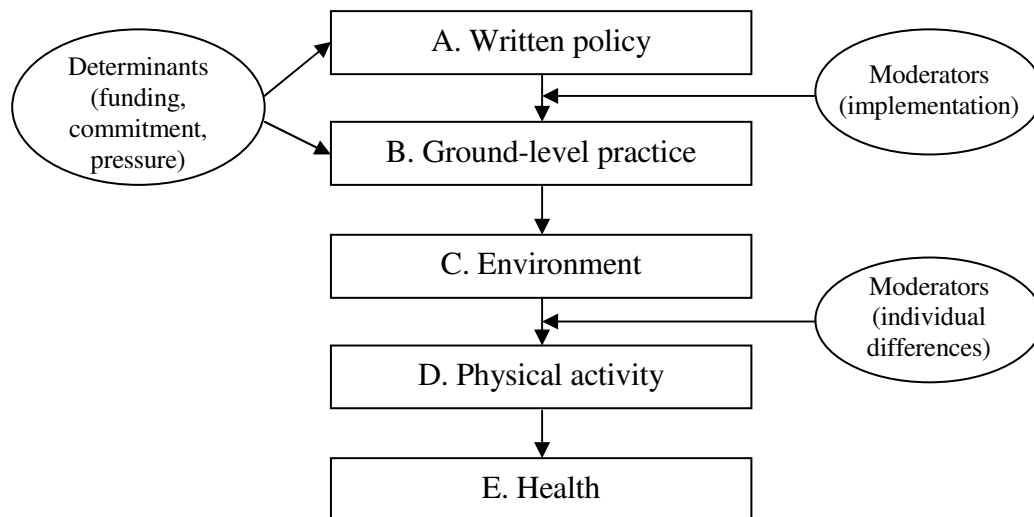 A. Written policy
Determinants
(funding,
commitment,
pressure)
Moderators
(implementation)
B. Ground-level practice
C. Environment
Moderators
(individual
differences)
D. Physical activity
E. Health